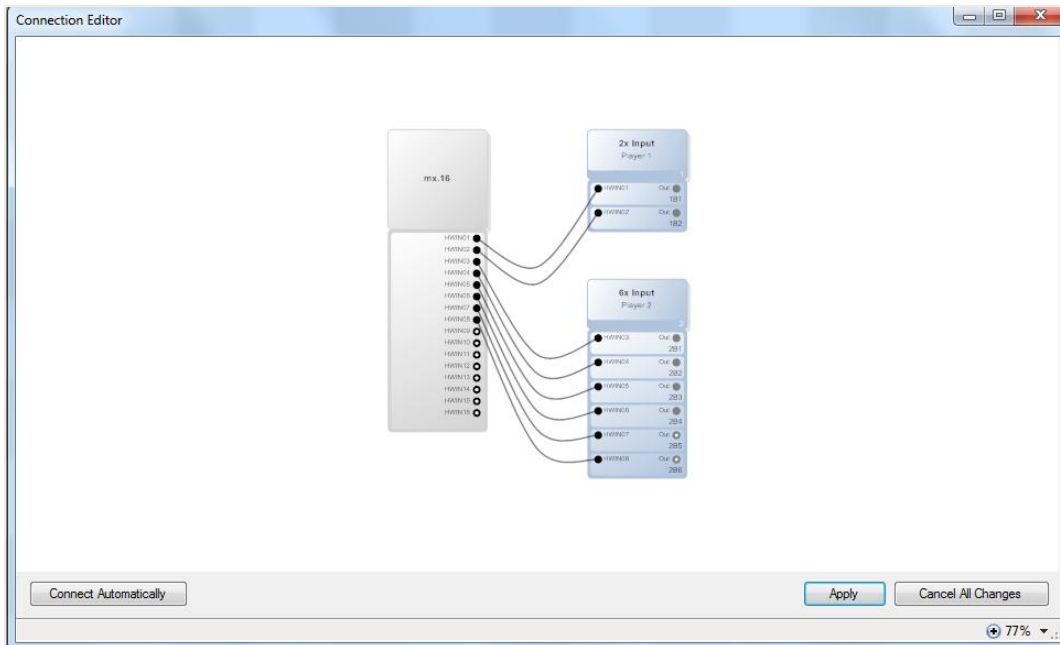 Connection Editor
mx.16
HWIN01
HWIN02
HWIN03
HWIN04
HWIN05
HWIN06
HWIN07
HWIN08
HWIN09
HWIN10
HWIN11
HWIN12
HWIN13
HWIN14
HWIN15
HWIN16
2x Input
Player 1
1
HWIN01 Out
1B1
HWIN02 Out
1B2
6x Input
Player 2
2
HWIN03 Out
2B1
HWIN04 Out
2B2
HWIN05 Out
2B3
HWIN06 Out
2B4
HWIN07 Out
2B5
HWIN08 Out
2B6
Connect Automatically
Apply
Cancel All Changes
77%